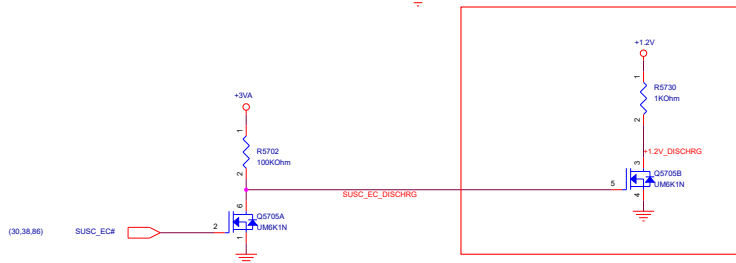 +1.2V
1
R5730
1KOhm
2
+3VA
1
R5702
100KOhm
2
+1.2V_DISCHRG
3
Q5705B
5
UM6K1N
4
SUSC_EC_DISCHRG
6
Q5705A
(30,38,86) SUSC_EC# 2
UM6K1N
1